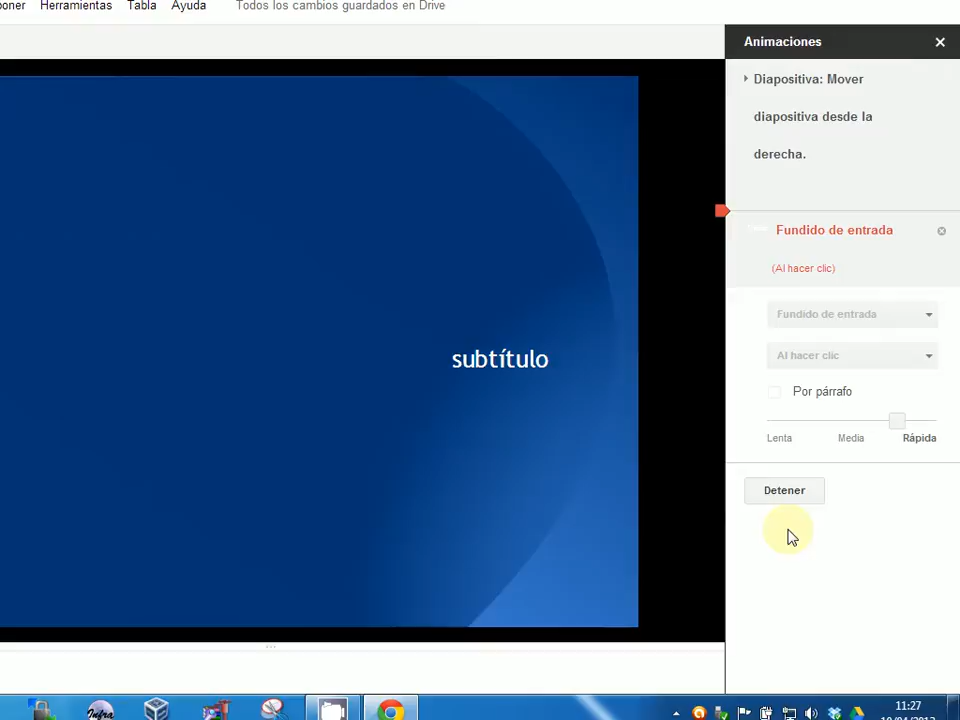 Herramientas Tabla Ayuda Todos los cambios guardados en Drive
Animaciones
Diapositiva: Mover
diapositiva desde la
derecha.
Fundido de entrada
(Al hacer clic)
Fundido de entrada
Al hacer clic
Por párrafo
Lenta Media Rápida
Detener
subtítulo
Infra
11:27